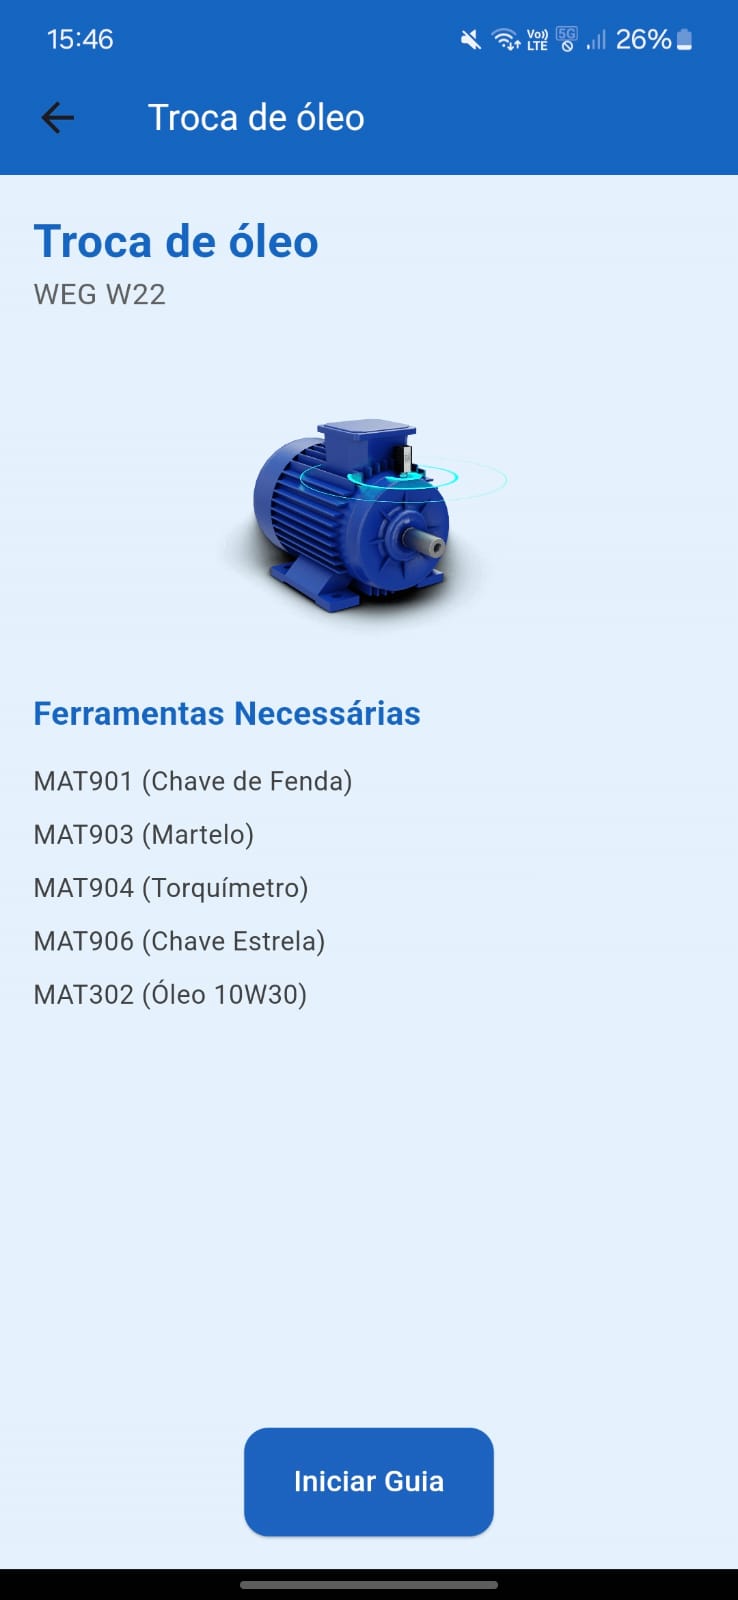 15:46
Vo)) LTE
5G
26%
Troca de óleo
Troca de óleo
WEG W22
Ferramentas Necessárias
MAT901 (Chave de Fenda)
MAT903 (Martelo)
MAT904 (Torquímetro)
MAT906 (Chave Estrela)
MAT302 (Óleo 10W30)
Iniciar Guia